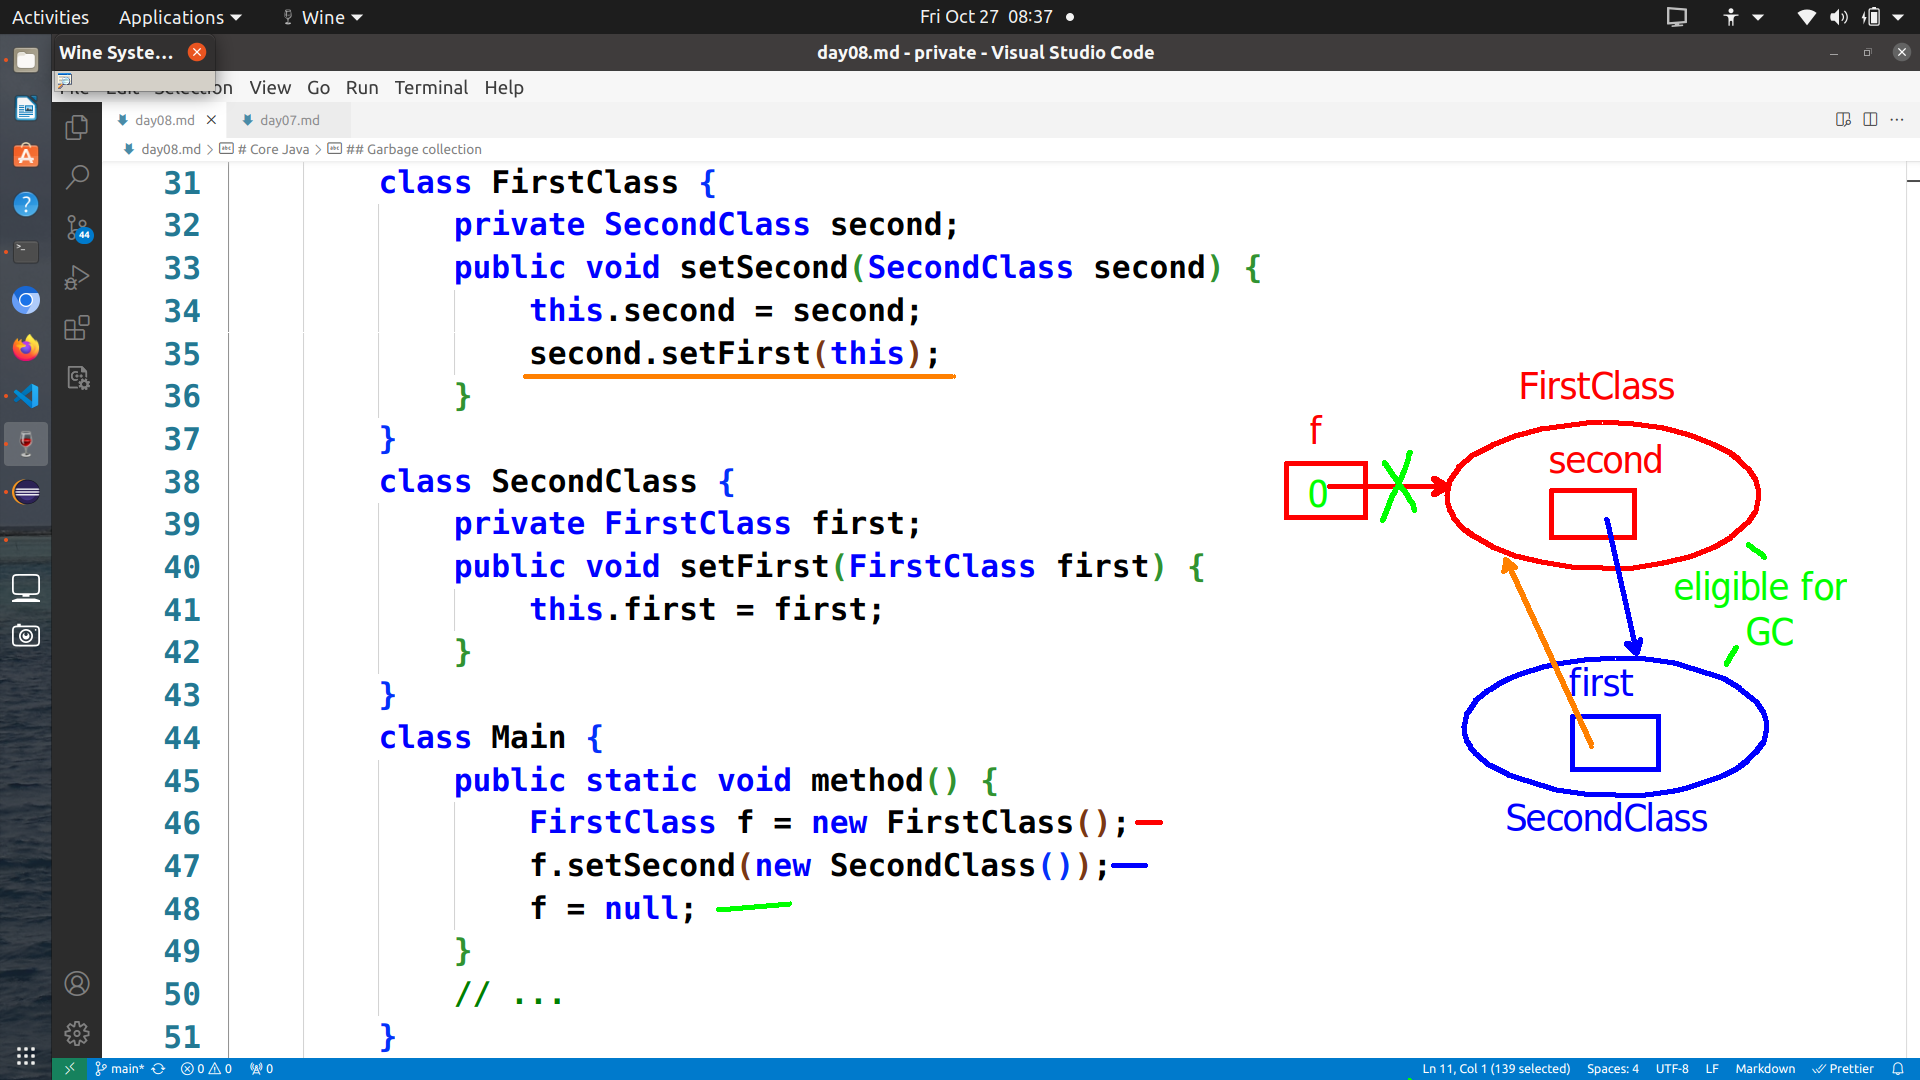 Activities Applications Wine Fri Oct 27 08:37
Wine Syste... day08.md - private - Visual Studio Code
File Edit Selection View Go Run Terminal Help
day08.md day07.md
day08.md > # Core Java > ## Garbage collection
31 class FirstClass {
32 private SecondClass second;
33 public void setSecond(SecondClass second) {
34 this.second = second;
35 second.setFirst(this);
36 }
37 }
38 class SecondClass {
39 private FirstClass first;
40 public void setFirst(FirstClass first) {
41 this.first = first;
42 }
43 }
44 class Main {
45 public static void method() {
46 FirstClass f = new FirstClass();
47 f.setSecond(new SecondClass());
48 f = null;
49 }
50 // ...
51 }
FirstClass
f
second
0
eligible for
GC
first
SecondClass
44
main* 0 0 0 Ln 11, Col 1 (139 selected) Spaces: 4 UTF-8 LF Markdown Prettier